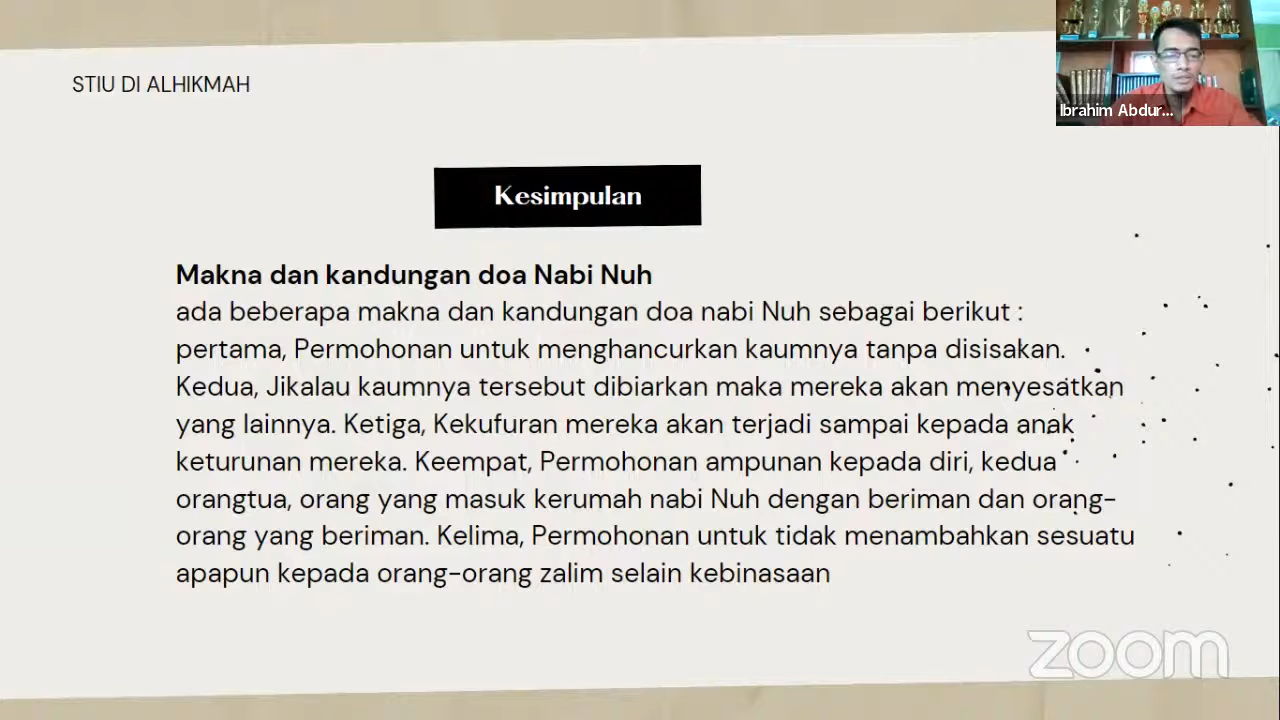 STIU DI ALHIKMAH
Ibrahim Abdur...
Kesimpulan
Makna dan kandungan doa Nabi Nuh
ada beberapa makna dan kandungan doa nabi Nuh sebagai berikut :
pertama, Permohonan untuk menghancurkan kaumnya tanpa disisakan.
Kedua, Jikalau kaumnya tersebut dibiarkan maka mereka akan menyesatkan
yang lainnya. Ketiga, Kekufuran mereka akan terjadi sampai kepada anak
keturunan mereka. Keempat, Permohonan ampunan kepada diri, kedua
orangtua, orang yang masuk kerumah nabi Nuh dengan beriman dan orang-
orang yang beriman. Kelima, Permohonan untuk tidak menambahkan sesuatu
apapun kepada orang-orang zalim selain kebinasaan
zoom